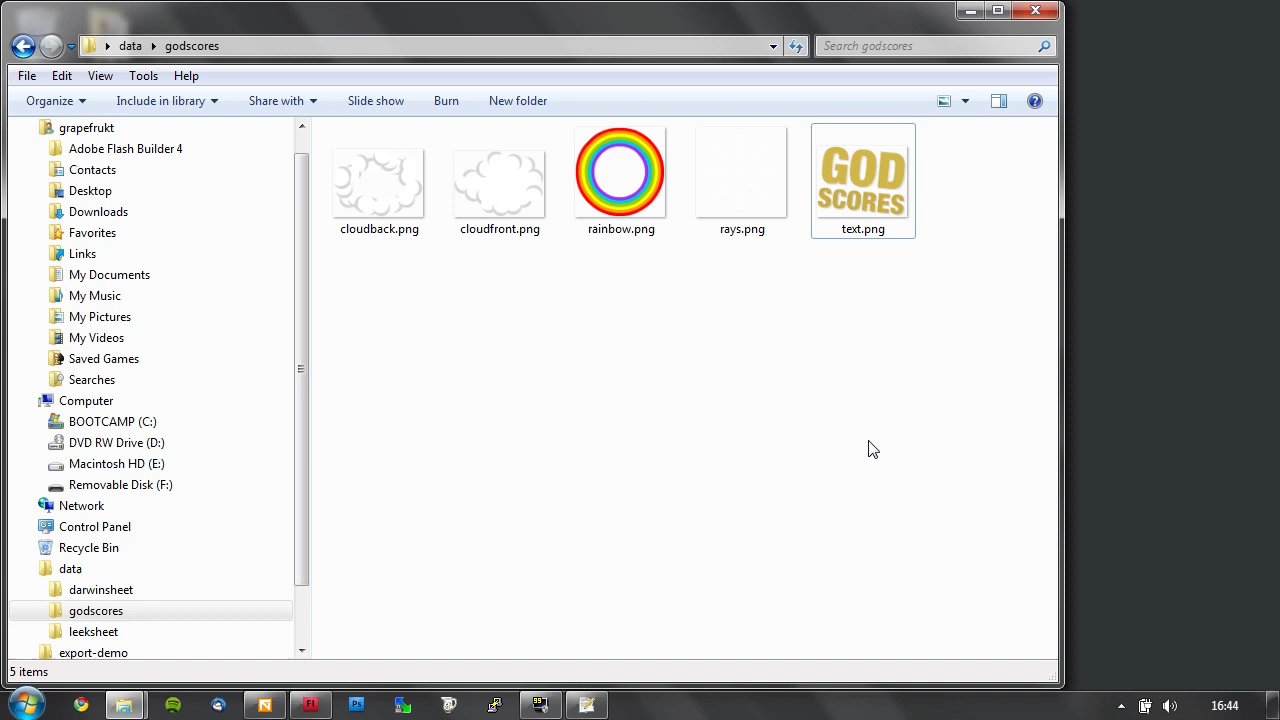 data
godscores
Search godscores
File
Edit
View
Tools
Help
Organize
Include in library
Share with
Slide show
Burn
New folder
grapefrukt
Adobe Flash Builder 4
Contacts
Desktop
Downloads
Favorites
Links
My Documents
My Music
My Pictures
My Videos
Saved Games
Searches
Computer
BOOTCAMP (C:)
DVD RW Drive (D:)
Macintosh HD (E:)
Removable Disk (F:)
Network
Control Panel
Recycle Bin
data
darwinsheet
godscores
leeksheet
export-demo
GOD
SCORES
cloudback.png
cloudfront.png
rainbow.png
rays.png
text.png
5 items
N
Fl
Ps
99
16:44